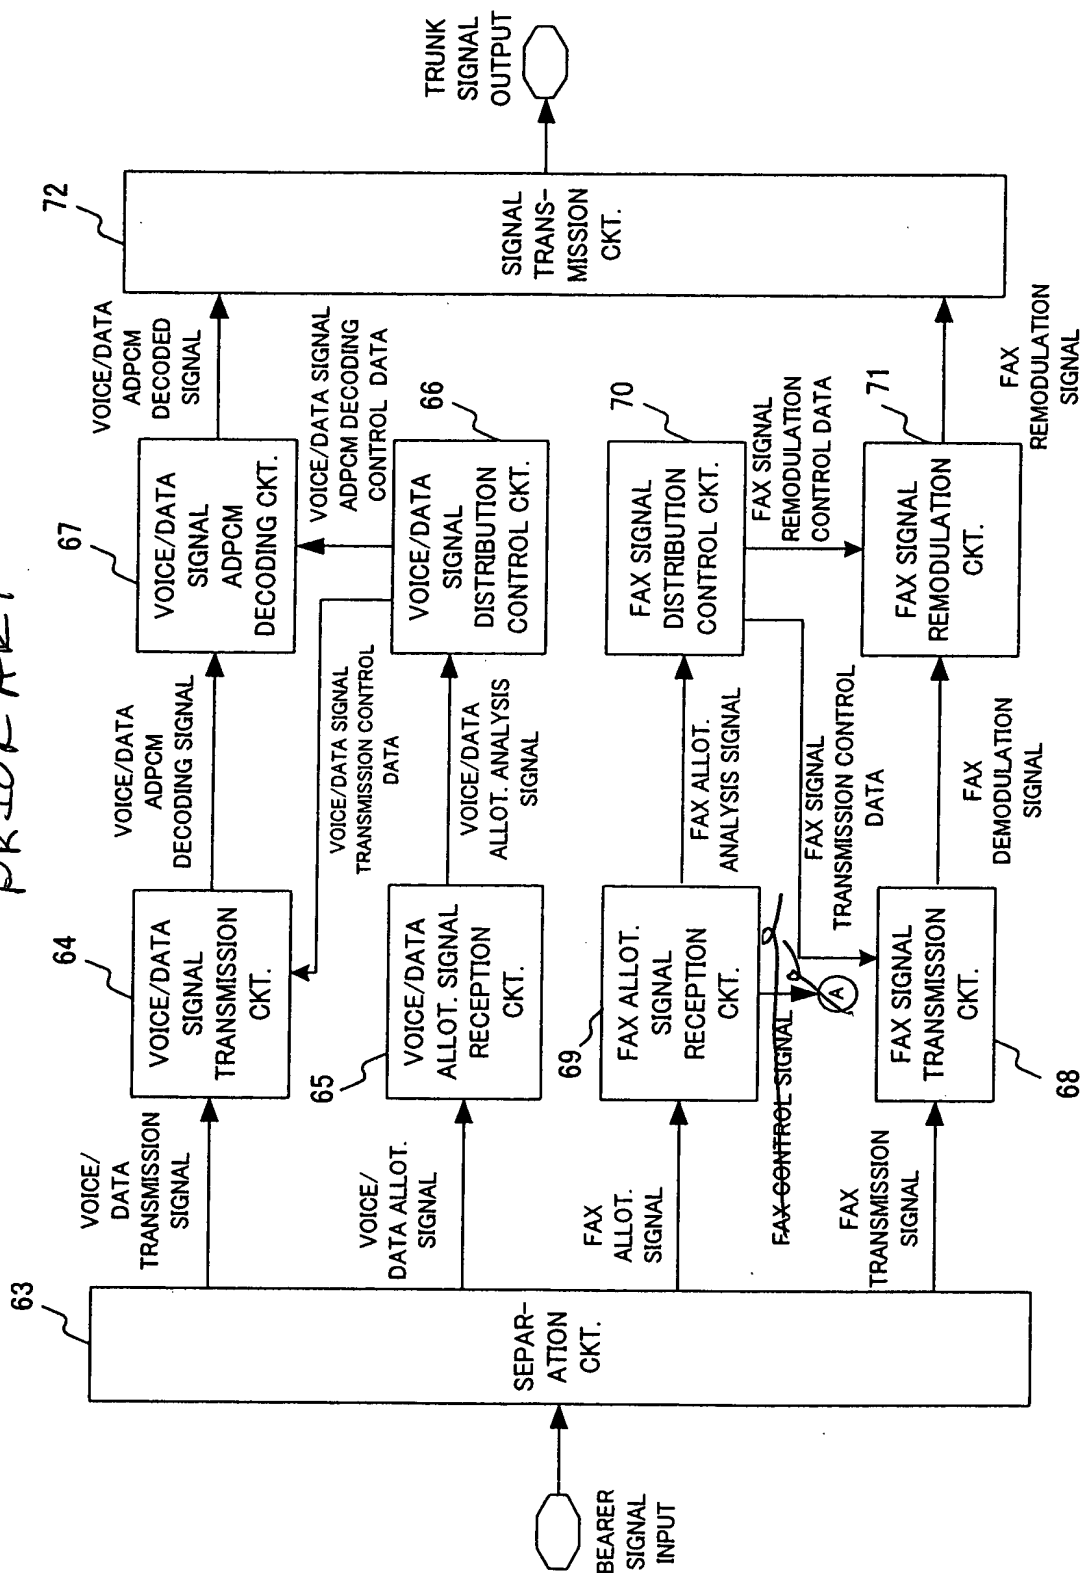 PRIOR ART
63
SEPAR-
ATION
CKT.
BEARER
SIGNAL
INPUT
VOICE/
DATA
TRANSMISSION
SIGNAL
VOICE/
DATA ALLOT.
SIGNAL
FAX
ALLOT.
SIGNAL
FAX CONTROL SIGNAL
FAX
TRANSMISSION
SIGNAL
64
VOICE/DATA
SIGNAL
TRANSMISSION
CKT.
65
VOICE/DATA
ALLOT. SIGNAL
RECEPTION
CKT.
69
FAX ALLOT.
SIGNAL
RECEPTION
CKT.
A
68
FAX SIGNAL
TRANSMISSION
CKT.
VOICE/DATA
ADPCM
DECODING SIGNAL
VOICE/DATA SIGNAL
TRANSMISSION CONTROL
DATA
VOICE/DATA
ALLOT. ANALYSIS
SIGNAL
FAX ALLOT.
ANALYSIS SIGNAL
FAX SIGNAL
TRANSMISSION CONTROL
DATA
FAX
DEMODULATION
SIGNAL
67
VOICE/DATA
SIGNAL
ADPCM
DECODING CKT.
VOICE/DATA SIGNAL
ADPCM DECODING
CONTROL DATA
66
VOICE/DATA
SIGNAL
DISTRIBUTION
CONTROL CKT.
70
FAX SIGNAL
DISTRIBUTION
CONTROL CKT.
FAX SIGNAL
REMODULATION
CONTROL DATA
71
FAX SIGNAL
REMODULATION
CKT.
VOICE/DATA
ADPCM
DECODED
SIGNAL
FAX
REMODULATION
SIGNAL
72
SIGNAL
TRANS-
MISSION
CKT.
TRUNK
SIGNAL
OUTPUT